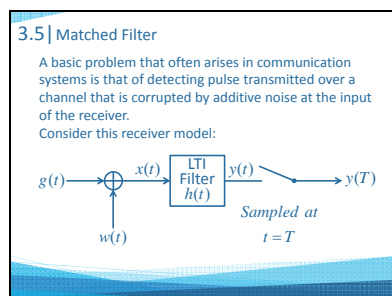 3.5| Matched Filter
A basic problem that often arises in communication
systems is that of detecting pulse transmitted over a
channel that is corrupted by additive noise at the input
of the receiver.
Consider this receiver model:
g(t)
x(t)
LTI
Filter
h(t)
y(t)
y(T)
w(t)
Sampled at
t = T